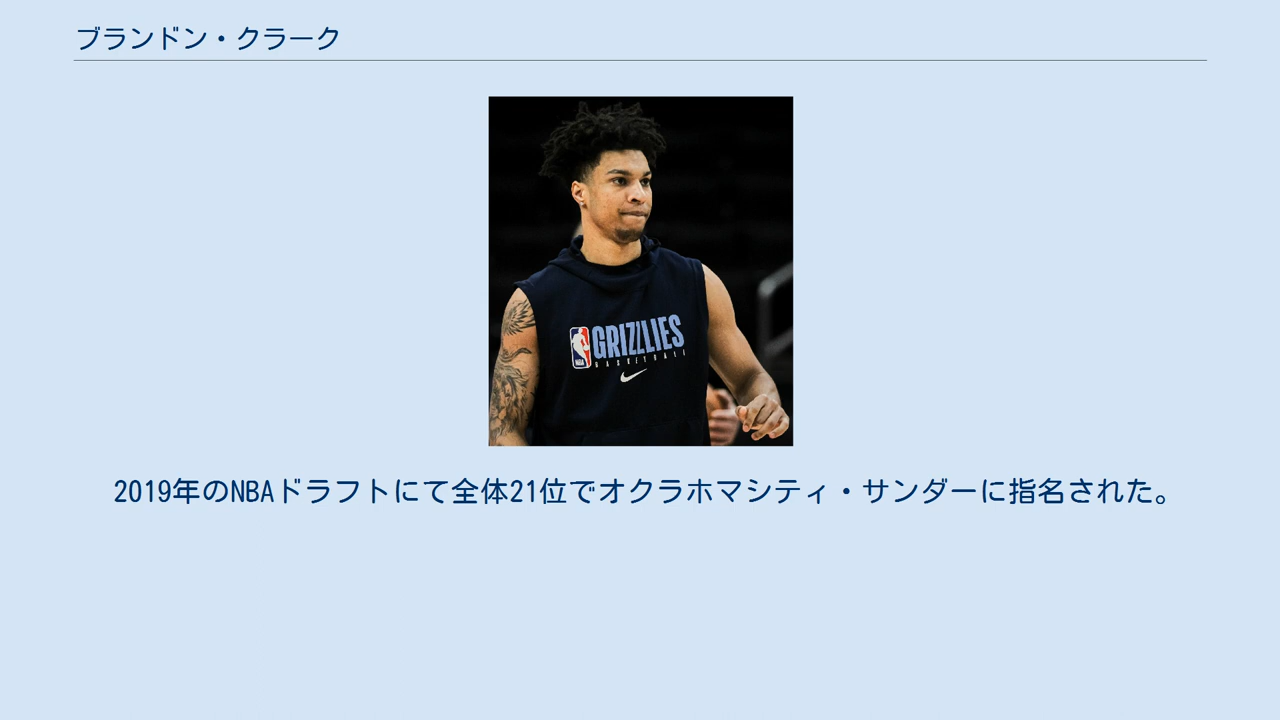 ブランドン・クラーク
GRIZZLIES
BASKETBALL
NBA
2019年のNBAドラフトにて全体21位でオクラホマシティ・サンダーに指名された。